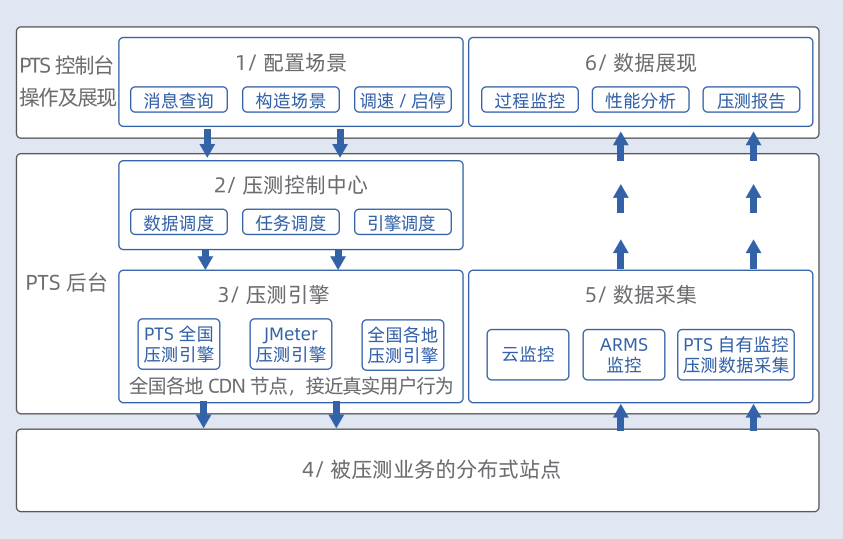 PTS 控制台
操作及展现
1/ 配置场景
消息查询
构造场景
调速 / 启停
6/ 数据展现
过程监控
性能分析
压测报告
PTS 后台
2/ 压测控制中心
数据调度
任务调度
引擎调度
3/ 压测引擎
PTS 全国
压测引擎
JMeter
压测引擎
全国各地
压测引擎
全国各地 CDN 节点，接近真实用户行为
5/ 数据采集
云监控
ARMS
监控
PTS 自有监控
压测数据采集
4/ 被压测业务的分布式站点